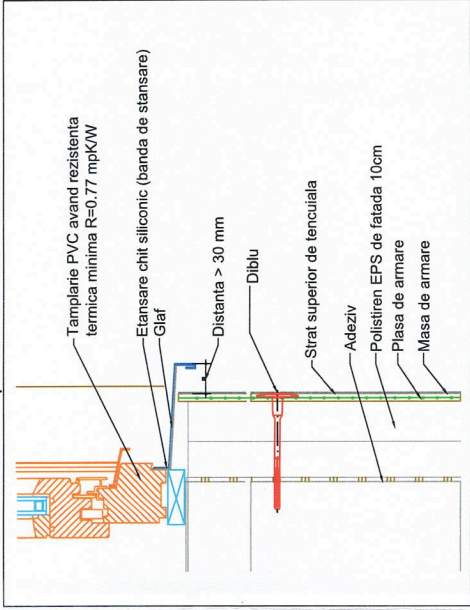 Tamplarie PVC avand rezistenta
termica minima R=0.77 mpK/W
Etansare chit siliconic (banda de stansare)
Glaf
Distanta > 30 mm
Diblu
Strat superior de tencuiala
Adeziv
Polistiren EPS de fatada 10cm
Plasa de armare
Masa de armare